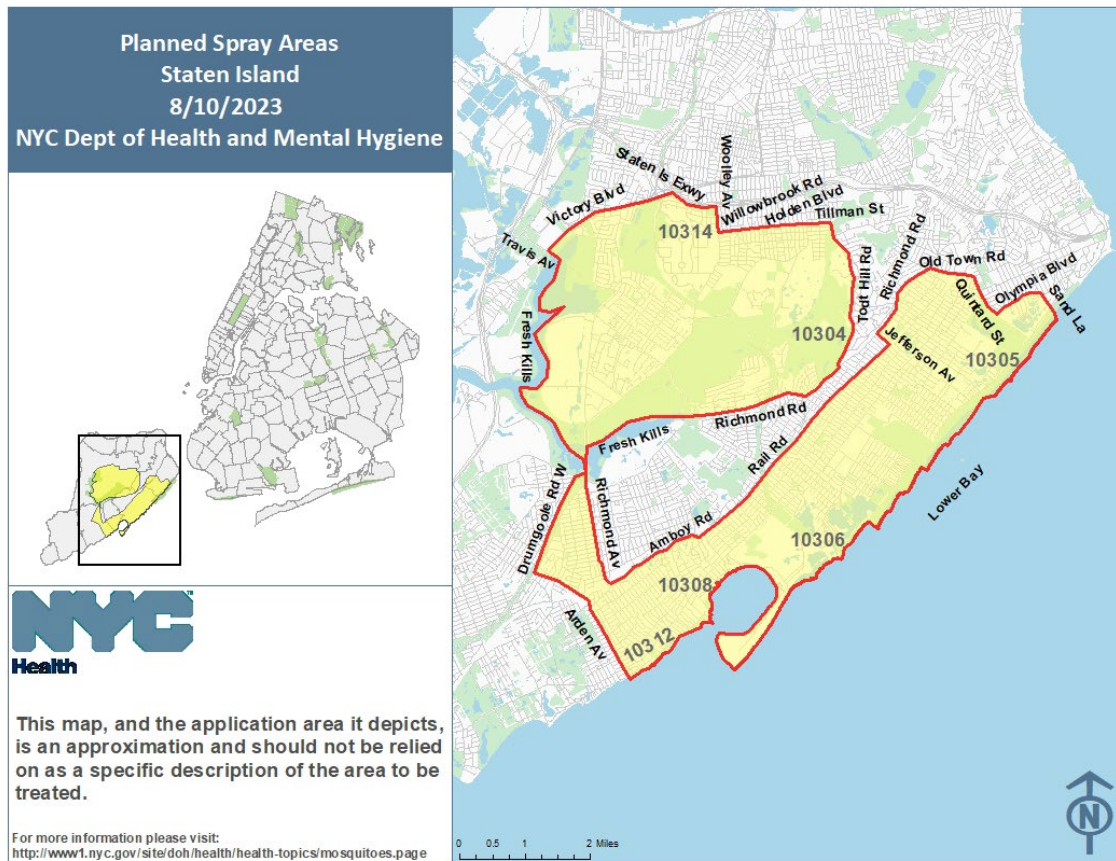 Planned Spray Areas
Staten Island
8/10/2023
NYC Dept of Health and Mental Hygiene
NYC
Health
This map, and the application area it depicts,
is an approximation and should not be relied
on as a specific description of the area to be
treated.
For more information please visit:
http://www1.nyc.gov/site/doh/health/health-topics/mosquitoes.page
Staten Is Exwy
Woolley Av
Victory Blvd
Willowbrook Rd
Holden Blvd
Tillman St
10314
Travis Av
Todt Hill Rd
Richmond Rd
Old Town Rd
Olympia Blvd
Quintard St
Sand La
Fresh Kills
10304
Jefferson Av
10305
Richmond Rd
Fresh Kills
Rail Rd
Drumgoole Rd W
Richmond Av
Amboy Rd
Lower Bay
10306
10308
Arden Av
10312
0 0.5 1 2 Miles
N